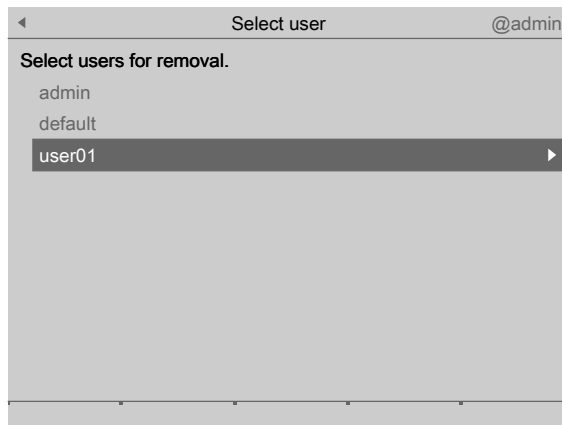 Select user @admin
Select users for removal.
admin
default
user01